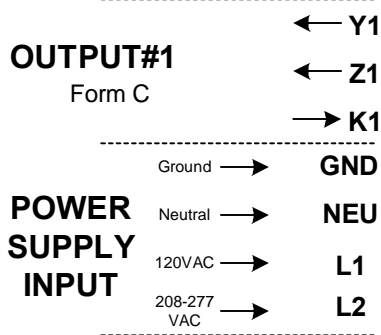 OUTPUT#1
Form C
Y1
Z1
K1
Ground GND
POWER SUPPLY INPUT
Neutral NEU
120VAC L1
208-277 VAC L2